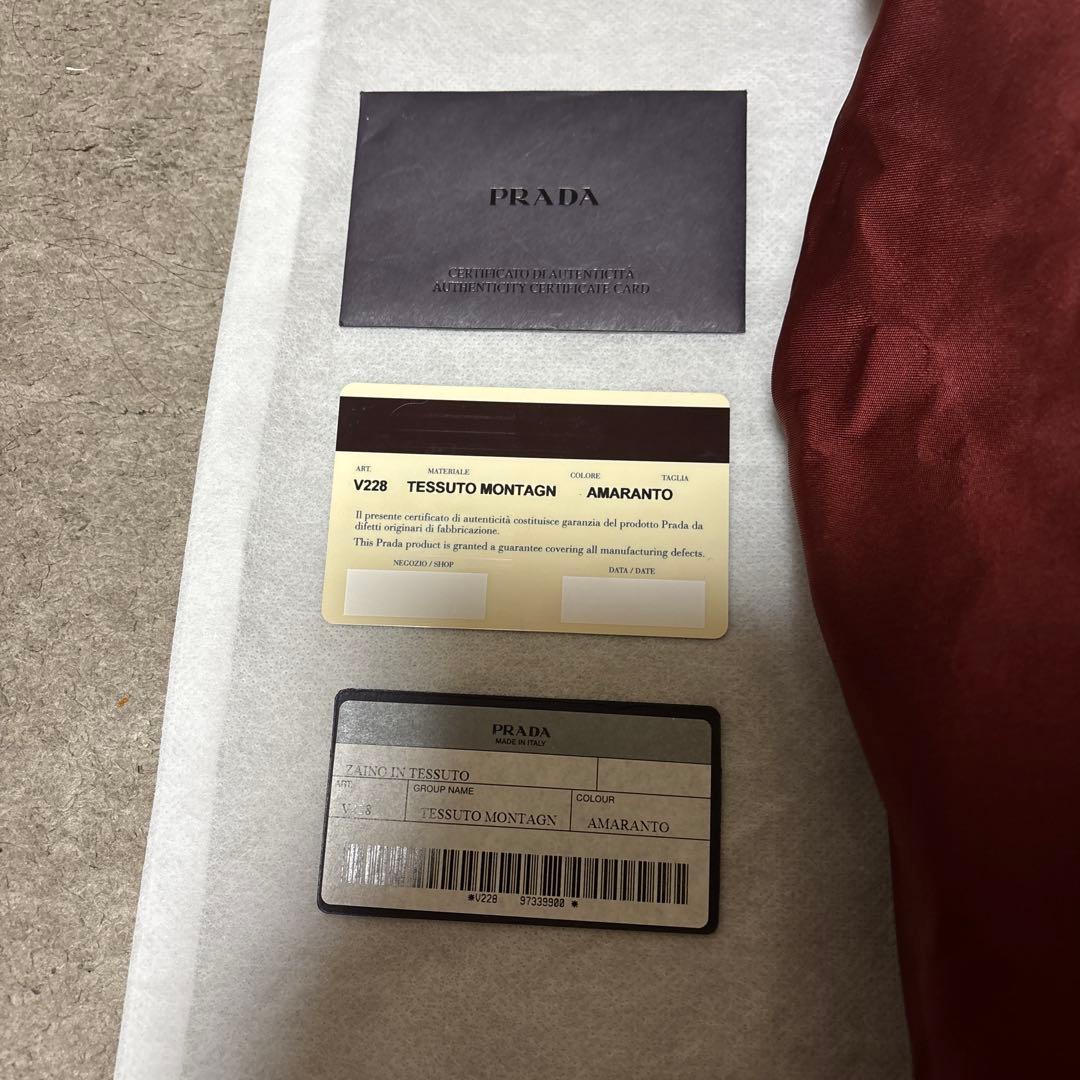 PRADA
CERTIFICATO DI AUTENTICITÀ
AUTHENTICITY CERTIFICATE CARD
ART. MATERIALE COLORE TAGLIA
V228 TESSUTO MONTAGN AMARANTO
Il presente certificato di autenticità costituisce garanzia del prodotto Prada da
difetti originari di fabbricazione.
This Prada product is granted a guarantee covering all manufacturing defects.
NEGOZIO / SHOP DATA / DATE
PRADA
MADE IN ITALY
ZAINO IN TESSUTO
ART. GROUP NAME COLOUR
V228 TESSUTO MONTAGN AMARANTO
*V228 97339900 *